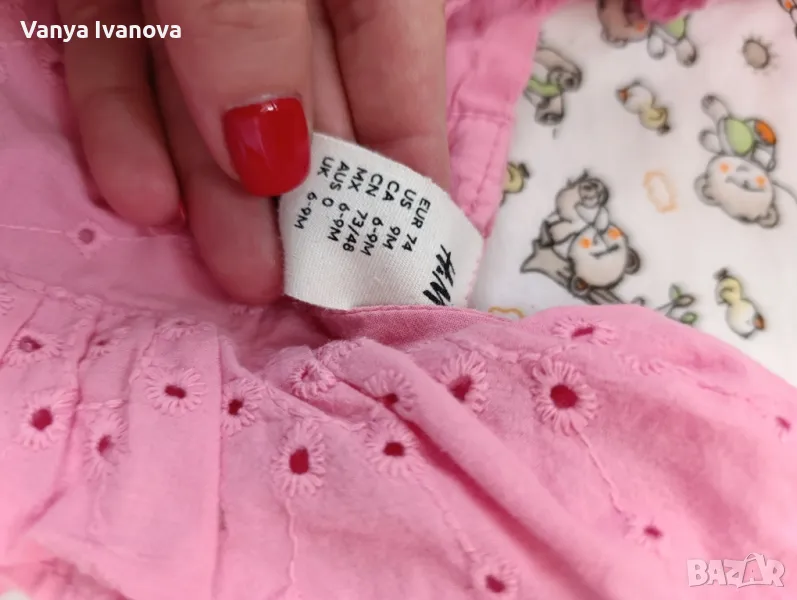 Vanya Ivanova
H&M
EUR 74
US 9M
CA 6-9M
CN 73/48
MX 6-9M
AUS 0
UK 6-9M
BAZAR